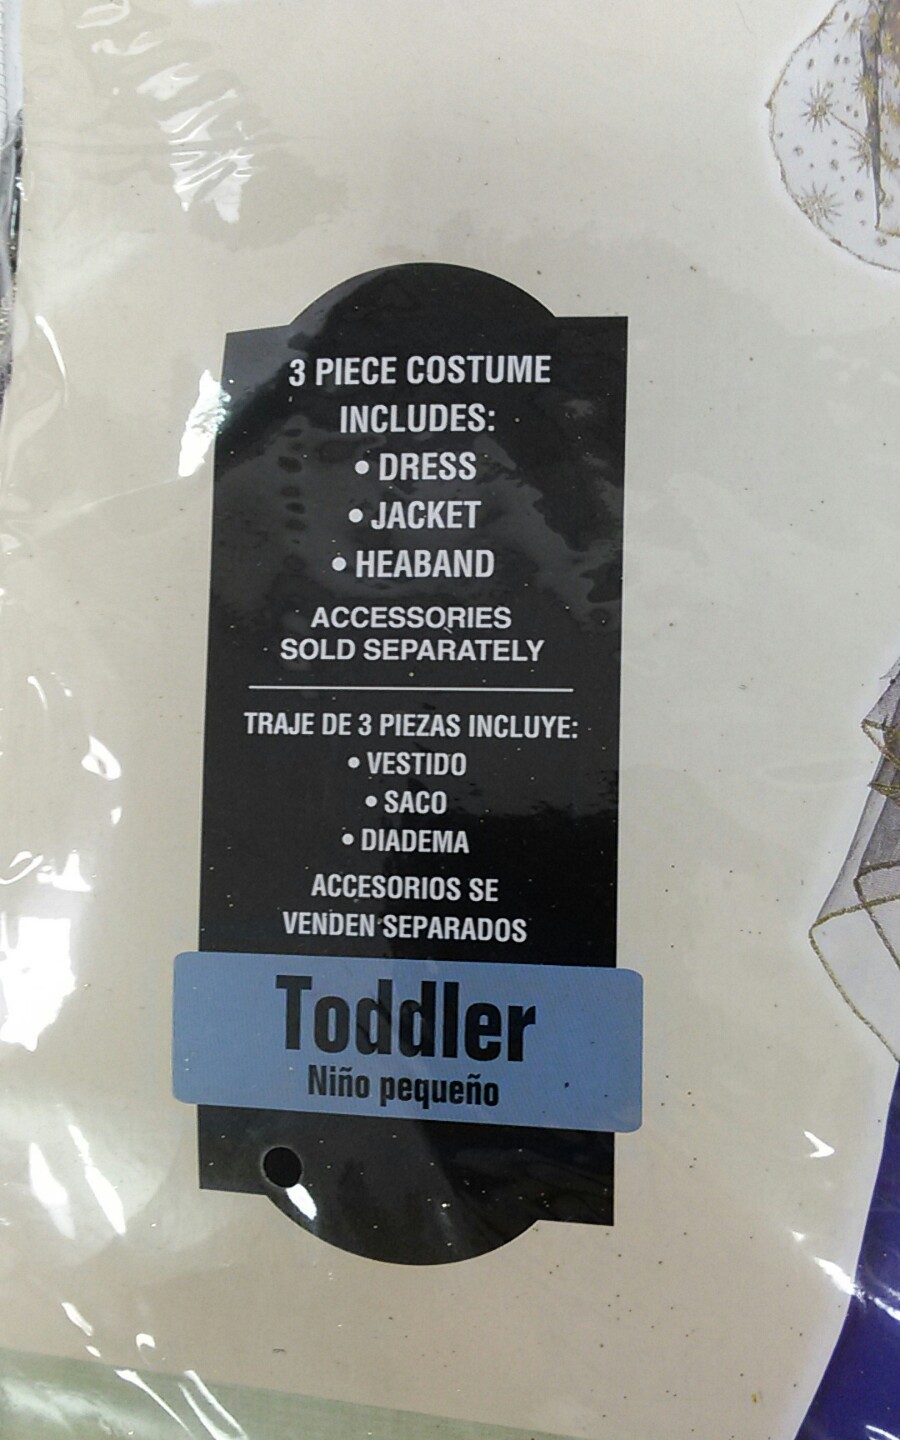 3 PIECE COSTUME
INCLUDES:
• DRESS
• JACKET
• HEABAND
ACCESSORIES
SOLD SEPARATELY
TRAJE DE 3 PIEZAS INCLUYE:
• VESTIDO
• SACO
• DIADEMA
ACCESORIOS SE
VENDEN SEPARADOS
Toddler
Niño pequeño